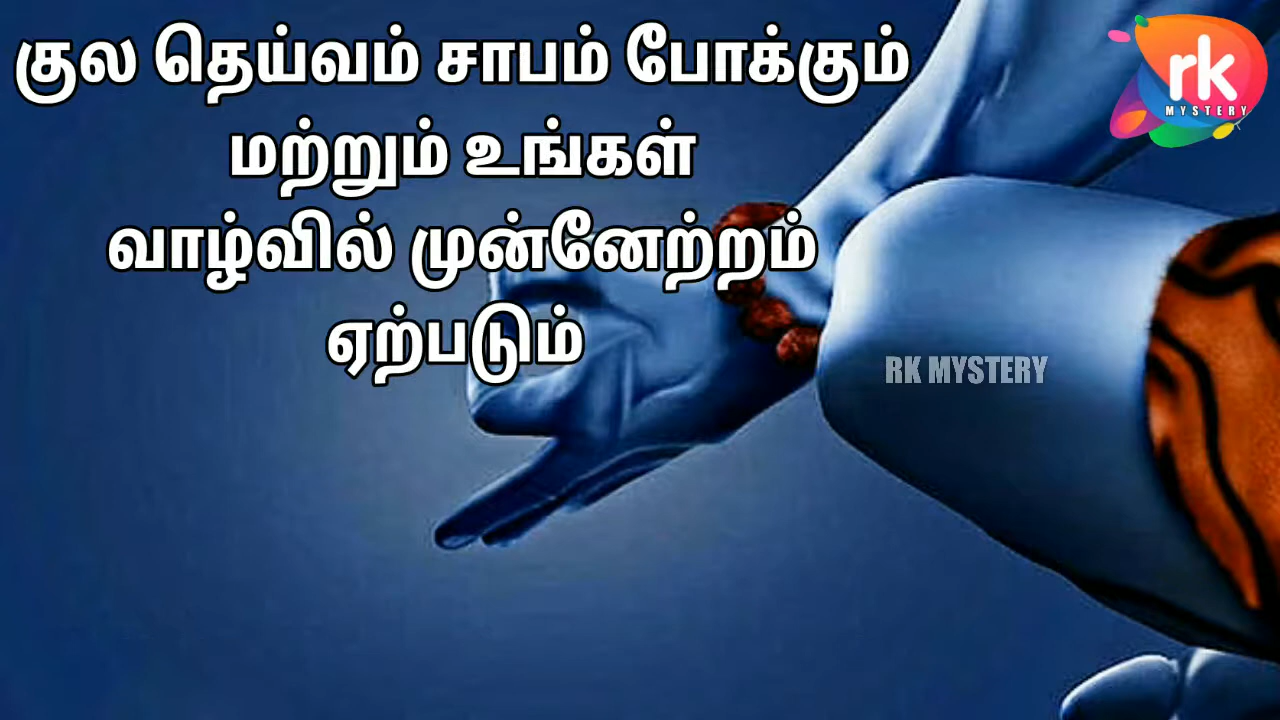 குல தெய்வம் சாபம் போக்கும்
மற்றும் உங்கள்
வாழ்வில் முன்னேற்றம்
ஏற்படும்
rk
MYSTERY
RK MYSTERY